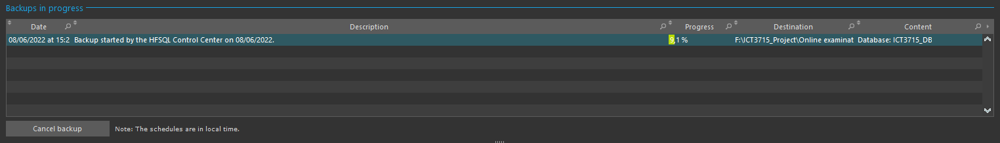 Backups in progress
Date Description Progress Destination Content
08/06/2022 at 15:2 Backup started by the HFSQL Control Center on 08/06/2022. 9,1 % F:\ICT3715_Project\Online examinat Database: ICT3715_DB
Cancel backup Note: The schedules are in local time.